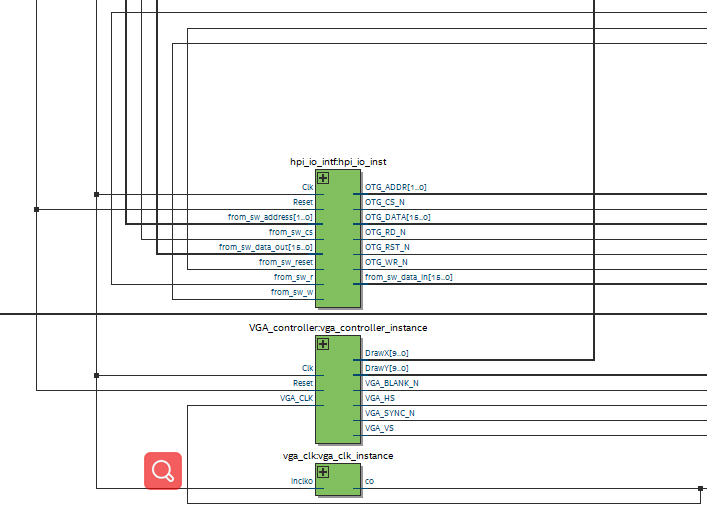 hpi_io_intf:hpi_io_inst
Clk
OTG_ADDR[1..0]
Reset
OTG_CS_N
from_sw_address[1..0]
OTG_DATA[15..0]
from_sw_cs
OTG_RD_N
from_sw_data_out[15..0]
OTG_RST_N
from_sw_reset
OTG_WR_N
from_sw_r
from_sw_data_in[15..0]
from_sw_w
VGA_controller:vga_controller_instance
DrawX[9..0]
Clk
DrawY[9..0]
Reset
VGA_BLANK_N
VGA_CLK
VGA_HS
VGA_SYNC_N
VGA_VS
vga_clk:vga_clk_instance
inclk0
c0